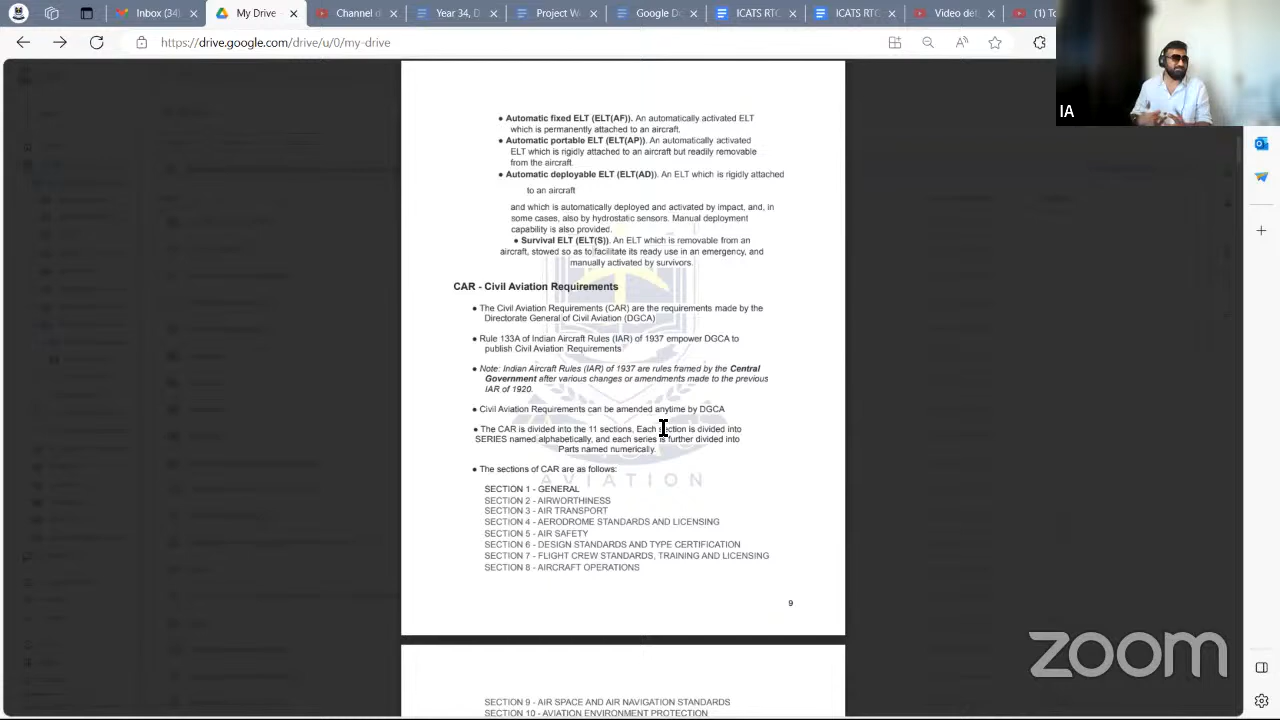 Inbox (34
My Drive
Channel d
Year 34, D
Google Do
ICATS RTC
ICATS RTC
Video det
(1) To
https://drive.google.com/drive/u/0/my-drive
IA
● Automatic fixed ELT (ELT(AF)). An automatically activated ELT
which is permanently attached to an aircraft.
● Automatic portable ELT (ELT(AP)). An automatically activated
ELT which is rigidly attached to an aircraft but readily removable
from the aircraft.
● Automatic deployable ELT (ELT(AD)). An ELT which is rigidly attached
to an aircraft
and which is automatically deployed and activated by impact, and, in
some cases, also by hydrostatic sensors. Manual deployment
capability is also provided.
● Survival ELT (ELT(S)). An ELT which is removable from an
aircraft, stowed so as to facilitate its ready use in an emergency, and
manually activated by survivors.
CAR - Civil Aviation Requirements
● The Civil Aviation Requirements (CAR) are the requirements made by the
Directorate General of Civil Aviation (DGCA)
● Rule 133A of Indian Aircraft Rules (IAR) of 1937 empower DGCA to
publish Civil Aviation Requirements
● Note: Indian Aircraft Rules (IAR) of 1937 are rules framed by the Central
Government after various changes or amendments made to the previous
IAR of 1920.
● Civil Aviation Requirements can be amended anytime by DGCA
● The CAR is divided into the 11 sections. Each section is divided into
SERIES named alphabetically, and each series is further divided into
Parts named numerically.
● The sections of CAR are as follows:
AVIATION
SECTION 1 - GENERAL
SECTION 2 - AIRWORTHINESS
SECTION 3 - AIR TRANSPORT
SECTION 4 - AERODROME STANDARDS AND LICENSING
SECTION 5 - AIR SAFETY
SECTION 6 - DESIGN STANDARDS AND TYPE CERTIFICATION
SECTION 7 - FLIGHT CREW STANDARDS, TRAINING AND LICENSING
SECTION 8 - AIRCRAFT OPERATIONS
9
zoom
SECTION 9 - AIR SPACE AND AIR NAVIGATION STANDARDS
SECTION 10 - AVIATION ENVIRONMENT PROTECTION